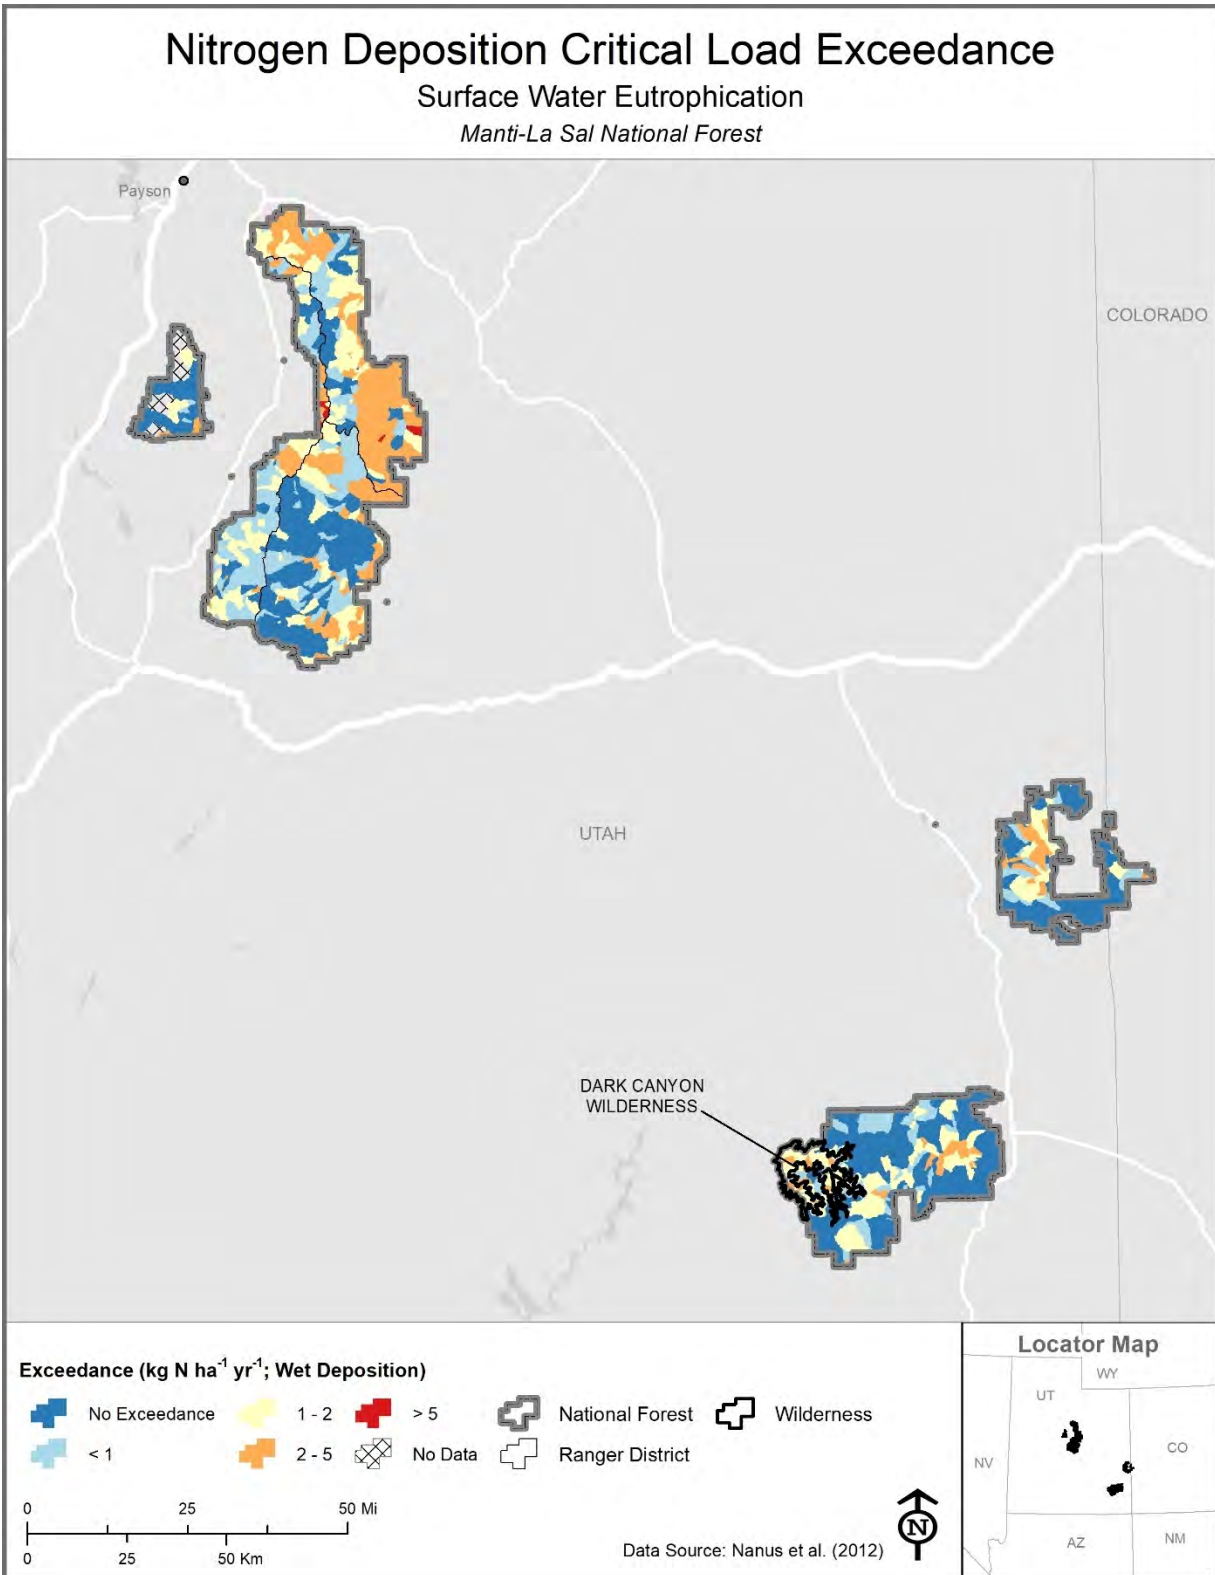 Nitrogen Deposition Critical Load Exceedance
Surface Water Eutrophication
Manti-La Sal National Forest
Payson
COLORADO
UTAH
DARK CANYON
WILDERNESS
Exceedance (kg N ha⁻¹ yr⁻¹; Wet Deposition)
No Exceedance
1 - 2
> 5
National Forest
Wilderness
< 1
2 - 5
No Data
Ranger District
0 25 50 Mi
0 25 50 Km
Data Source: Nanus et al. (2012)
N
Locator Map
WY
UT
NV
CO
AZ
NM